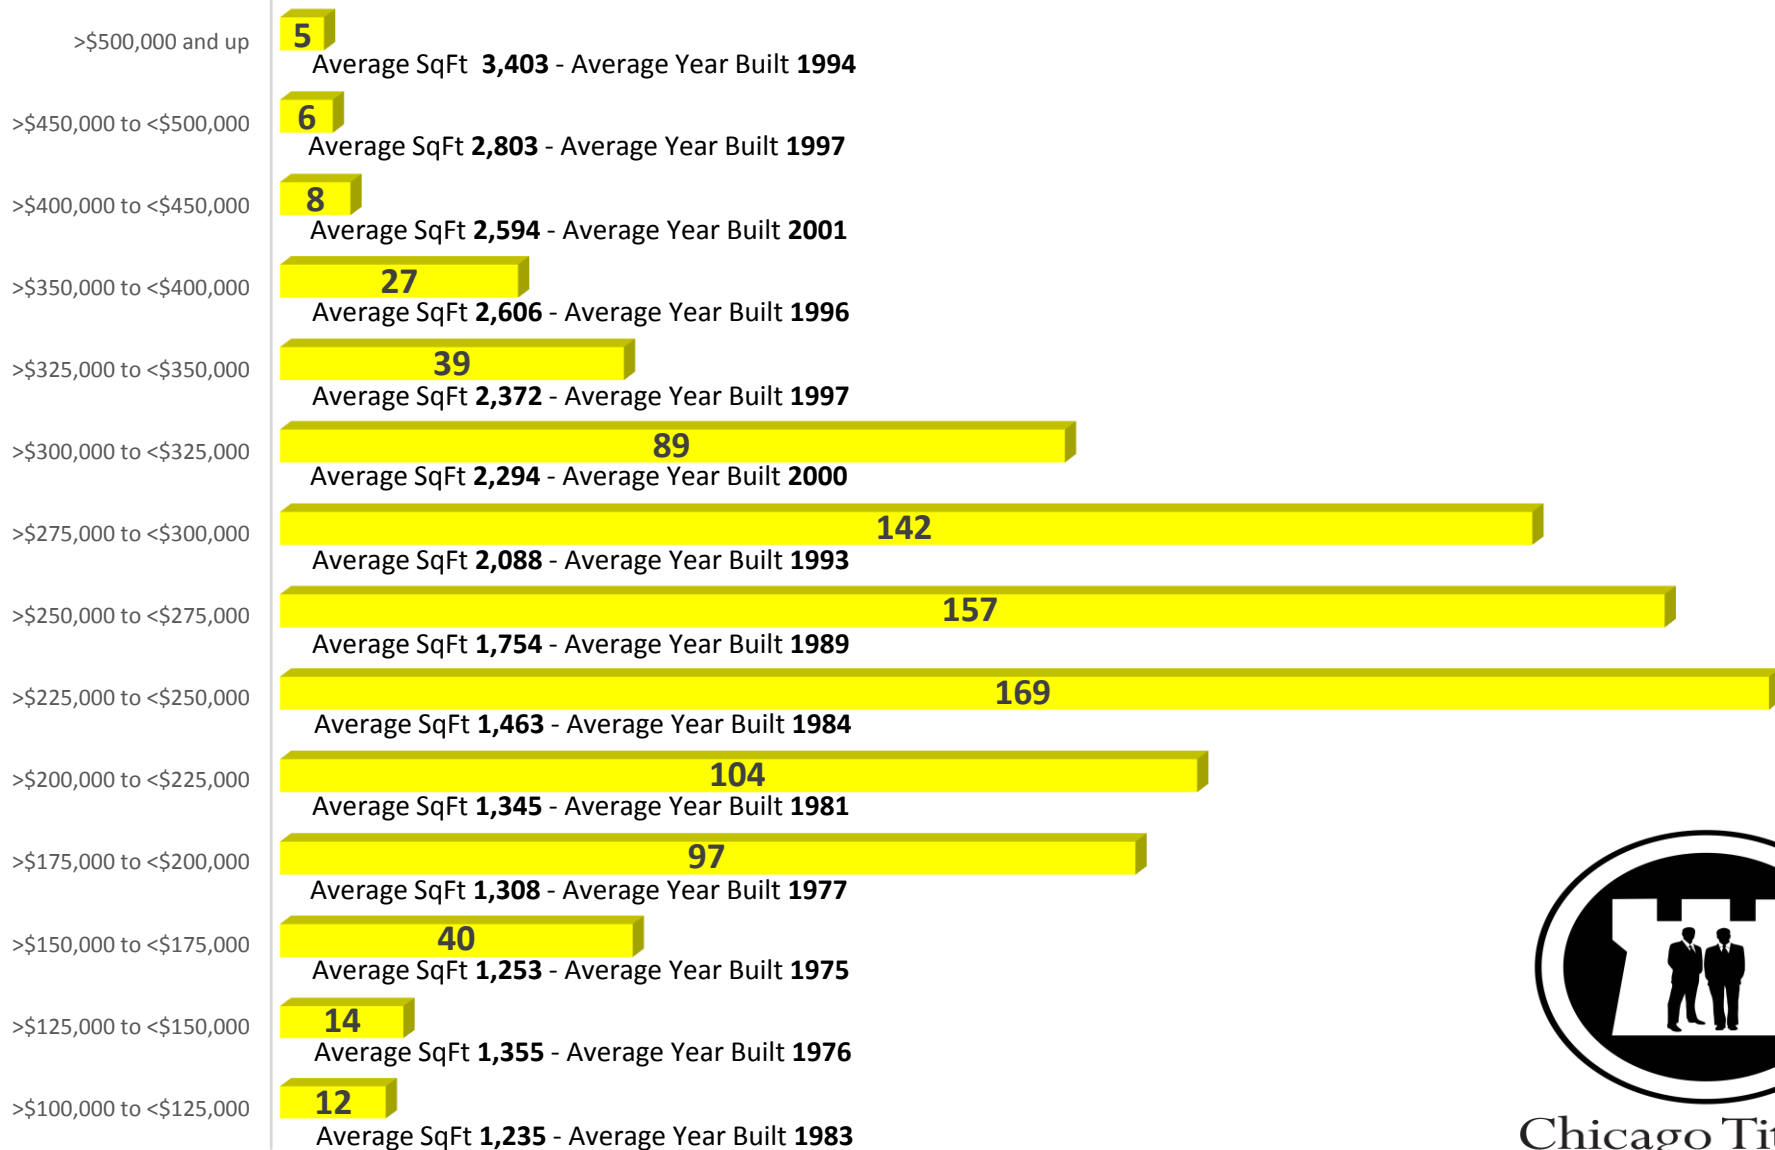 >$500,000 and up
5
Average SqFt 3,403 - Average Year Built 1994
>$450,000 to <$500,000
6
Average SqFt 2,803 - Average Year Built 1997
>$400,000 to <$450,000
8
Average SqFt 2,594 - Average Year Built 2001
>$350,000 to <$400,000
27
Average SqFt 2,606 - Average Year Built 1996
>$325,000 to <$350,000
39
Average SqFt 2,372 - Average Year Built 1997
>$300,000 to <$325,000
89
Average SqFt 2,294 - Average Year Built 2000
>$275,000 to <$300,000
142
Average SqFt 2,088 - Average Year Built 1993
>$250,000 to <$275,000
157
Average SqFt 1,754 - Average Year Built 1989
>$225,000 to <$250,000
169
Average SqFt 1,463 - Average Year Built 1984
>$200,000 to <$225,000
104
Average SqFt 1,345 - Average Year Built 1981
>$175,000 to <$200,000
97
Average SqFt 1,308 - Average Year Built 1977
>$150,000 to <$175,000
40
Average SqFt 1,253 - Average Year Built 1975
>$125,000 to <$150,000
14
Average SqFt 1,355 - Average Year Built 1976
>$100,000 to <$125,000
12
Average SqFt 1,235 - Average Year Built 1983
Chicago